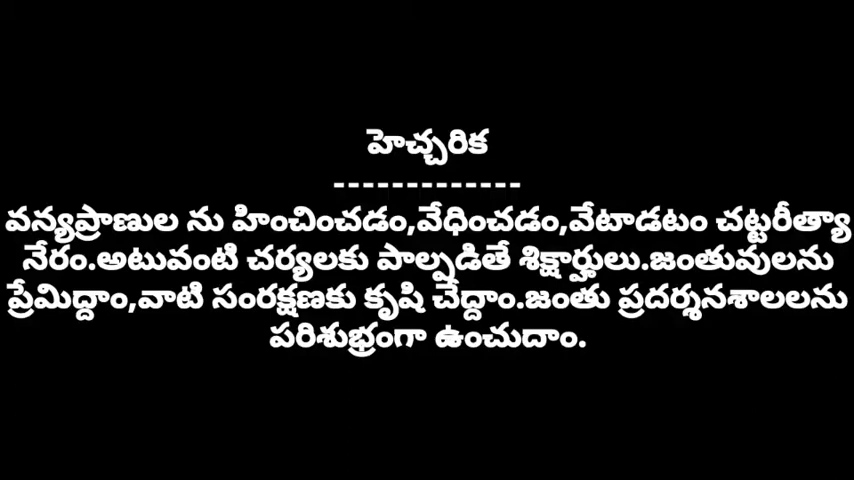 హెచ్చరిక
-------------
వన్యప్రాణుల ను హించించడం,వేధించడం,వేటాడటం చట్టరీత్యా
నేరం.అటువంటి చర్యలకు పాల్పడితే శిక్షార్హులు.జంతువులను
ప్రేమిద్దాం,వాటి సంరక్షణకు కృషి చేద్దాం.జంతు ప్రదర్శనశాలలను
పరిశుభ్రంగా ఉంచుదాం.